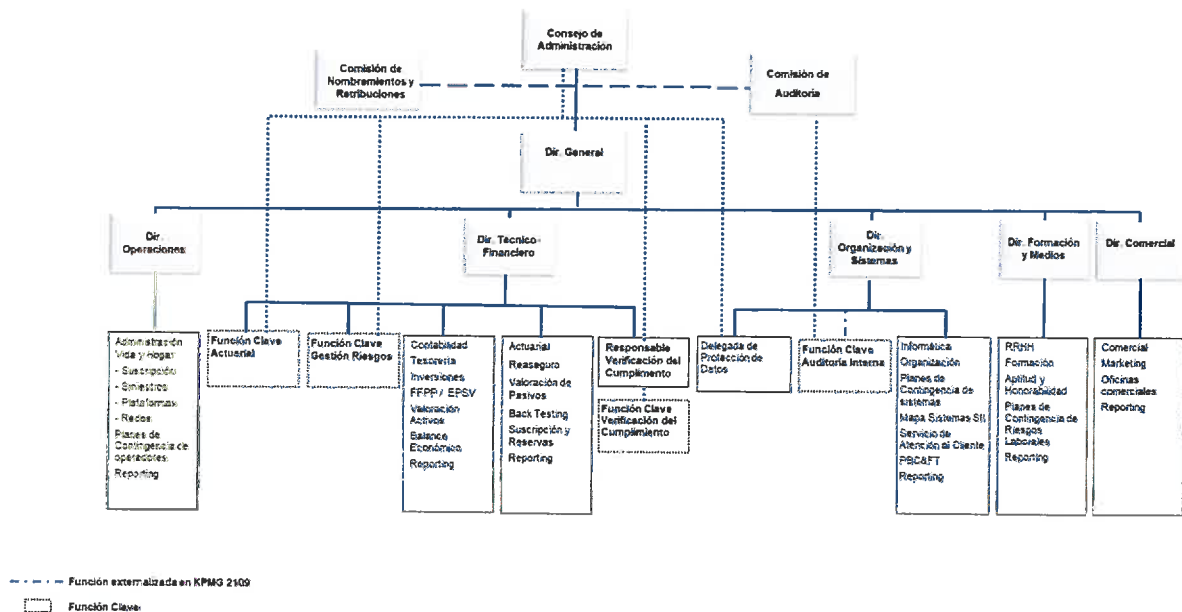 Consejo de
Administración
Comisión de
Nombramientos y
Retribuciones
Comisión de
Auditoria
Dir. General
Dir.
Operaciones
Dir. Tecnico-
Financiero
Dir.
Organización y
Sistemas
Dir. Formación
y Medios
Dir. Comercial
Administración
Vida y Hogar
- Suscripción
- Siniestros
- Plataformas
- Redes
Planes de
Contingencia de
operadores
Reporting
Función Clave
Actuarial
Función Clave
Gestión Riesgos
Contabilidad
Tesorería
Inversiones
FFPP / EPSV
Valoración
Activos
Balance
Económico
Reporting
Actuarial
Reaseguro
Valoración de
Pasivos
Back Testing
Suscripción y
Reservas
Reporting
Responsable
Verificación del
Cumplimiento
Función Clave
Verificación del
Cumplimiento
Delegada de
Protección de
Datos
Función Clave
Auditoria Interna
Informática
Organización
Planes de
Contingencia de
sistemas
Mapa Sistemas SII
Servicio de
Atención al Cliente
PBC&FT
Reporting
RRHH
Formación
Aptitud y
Honorabilidad
Planes de
Contingencia de
Riesgos
Laborales
Reporting
Comercial
Marketing
Oficinas
comerciales
Reporting
Función externalizada en KPMG 2109
Función Clave